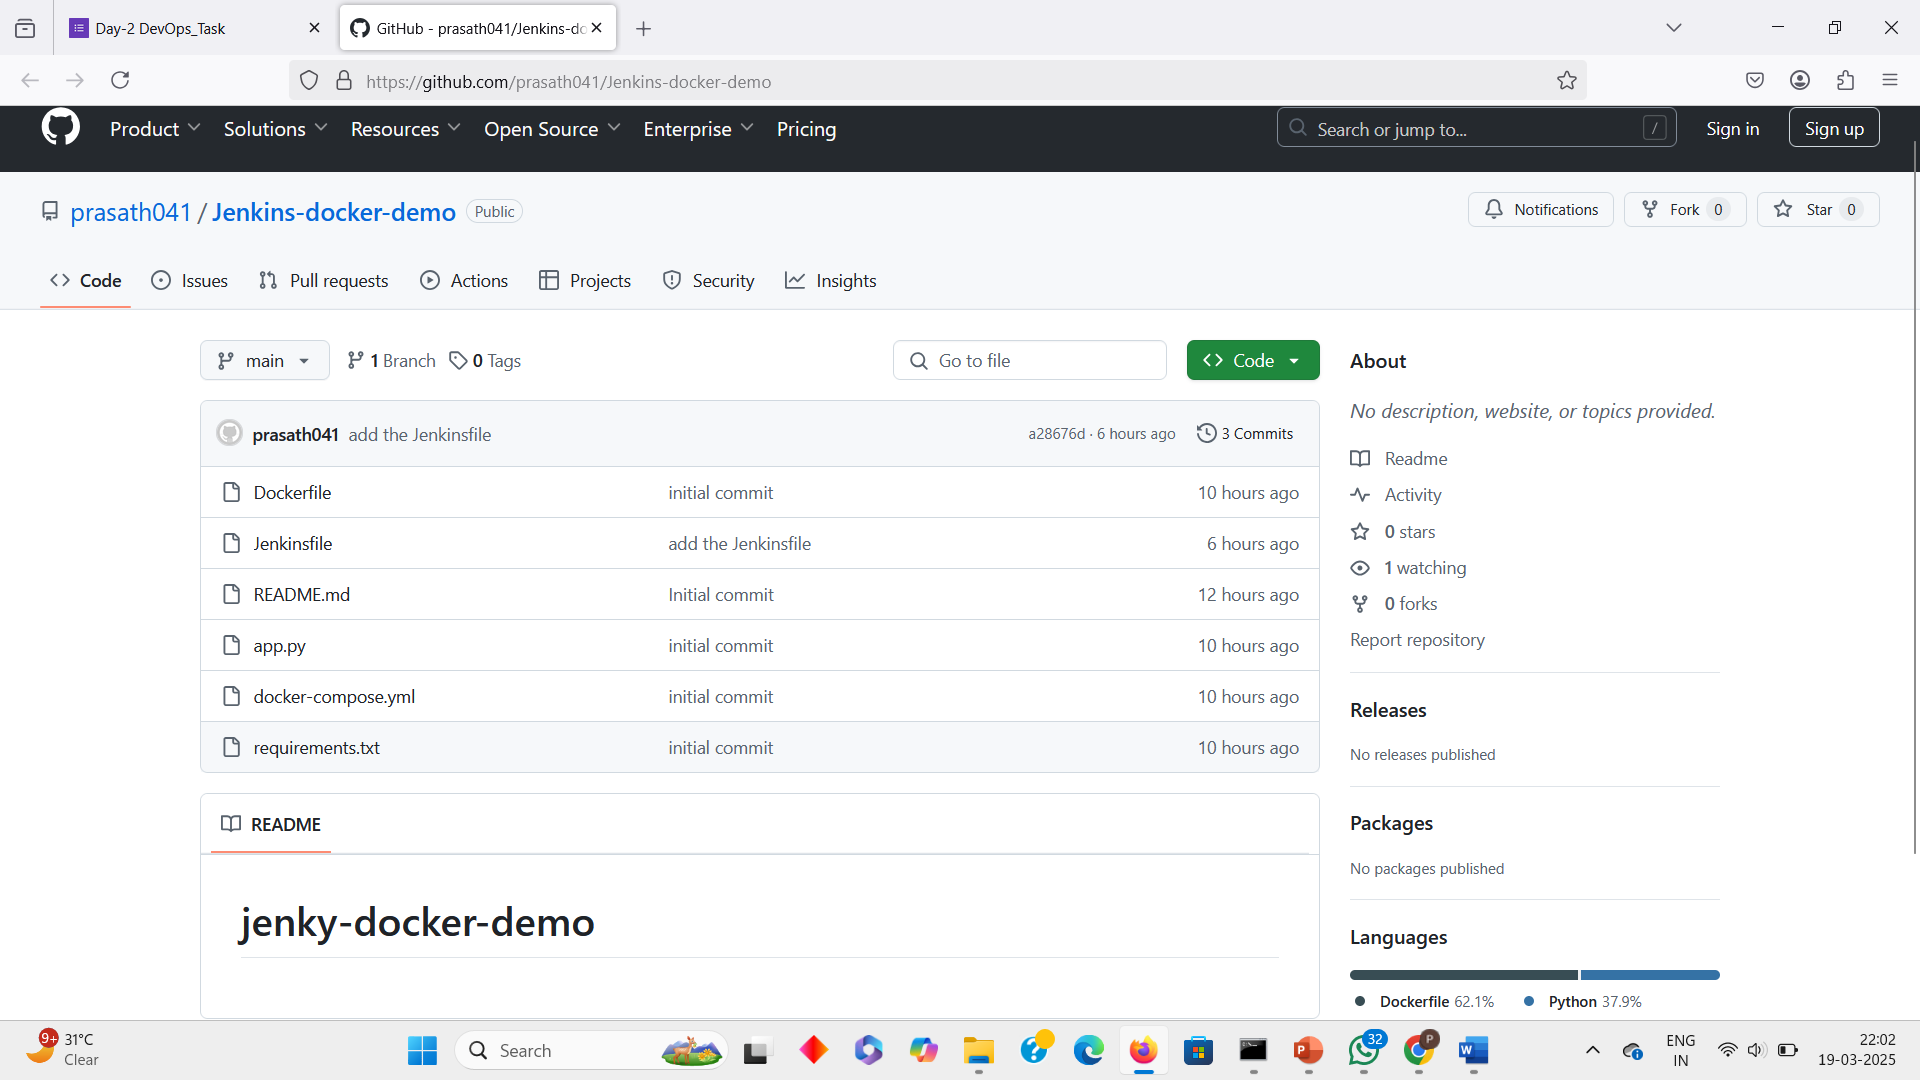 Day-2 DevOps_Task
GitHub - prasath041/Jenkins-do
https://github.com/prasath041/Jenkins-docker-demo
Product Solutions Resources Open Source Enterprise Pricing Search or jump to... / Sign in Sign up
prasath041 / Jenkins-docker-demo Public Notifications Fork 0 Star 0
Code Issues Pull requests Actions Projects Security Insights
main 1 Branch 0 Tags Go to file Code
prasath041 add the Jenkinsfile a28676d · 6 hours ago 3 Commits
Dockerfile initial commit 10 hours ago
Jenkinsfile add the Jenkinsfile 6 hours ago
README.md Initial commit 12 hours ago
app.py initial commit 10 hours ago
docker-compose.yml initial commit 10 hours ago
requirements.txt initial commit 10 hours ago
README
jenky-docker-demo
About
No description, website, or topics provided.
Readme
Activity
0 stars
1 watching
0 forks
Report repository
Releases
No releases published
Packages
No packages published
Languages
Dockerfile 62.1% Python 37.9%
9+ 31°C
Clear
Search
32
P
ENG
IN
22:02
19-03-2025